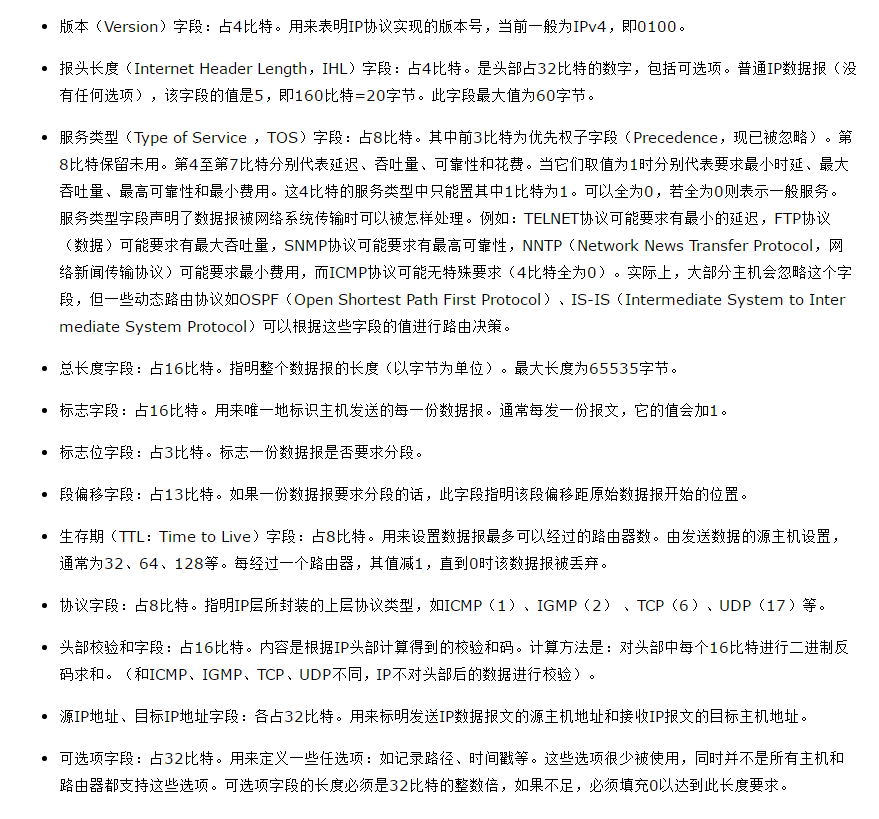 版本（Version）字段：占4比特。用来表明IP协议实现的版本号，当前一般为IPv4，即0100。
报头长度（Internet Header Length，IHL）字段：占4比特。是头部占32比特的数字，包括可选项。普通IP数据报（没
有任何选项），该字段的值是5，即160比特=20字节。此字段最大值为60字节。
服务类型（Type of Service ，TOS）字段：占8比特。其中前3比特为优先权子字段（Precedence，现已被忽略）。第
8比特保留未用。第4至第7比特分别代表延迟、吞吐量、可靠性和花费。当它们取值为1时分别代表要求最小时延、最大
吞吐量、最高可靠性和最小费用。这4比特的服务类型中只能置其中1比特为1。可以全为0，若全为0则表示一般服务。
服务类型字段声明了数据报被网络系统传输时可以被怎样处理。例如：TELNET协议可能要求有最小的延迟，FTP协议
（数据）可能要求有最大吞吐量，SNMP协议可能要求有最高可靠性，NNTP（Network News Transfer Protocol，网
络新闻传输协议）可能要求最小费用，而ICMP协议可能无特殊要求（4比特全为0）。实际上，大部分主机会忽略这个字
段，但一些动态路由协议如OSPF（Open Shortest Path First Protocol）、IS-IS（Intermediate System to Inter
mediate System Protocol）可以根据这些字段的值进行路由决策。
总长度字段：占16比特。指明整个数据报的长度（以字节为单位）。最大长度为65535字节。
标志字段：占16比特。用来唯一地标识主机发送的每一份数据报。通常每发一份报文，它的值会加1。
标志位字段：占3比特。标志一份数据报是否要求分段。
段偏移字段：占13比特。如果一份数据报要求分段的话，此字段指明该段偏移距原始数据报开始的位置。
生存期（TTL：Time to Live）字段：占8比特。用来设置数据报最多可以经过的路由器数。由发送数据的源主机设置，
通常为32、64、128等。每经过一个路由器，其值减1，直到0时该数据报被丢弃。
协议字段：占8比特。指明IP层所封装的上层协议类型，如ICMP（1）、IGMP（2） 、TCP（6）、UDP（17）等。
头部校验和字段：占16比特。内容是根据IP头部计算得到的校验和码。计算方法是：对头部中每个16比特进行二进制反
码求和。（和ICMP、IGMP、TCP、UDP不同，IP不对头部后的数据进行校验）。
源IP地址、目标IP地址字段：各占32比特。用来标明发送IP数据报文的源主机地址和接收IP报文的目标主机地址。
可选项字段：占32比特。用来定义一些任选项：如记录路径、时间戳等。这些选项很少被使用，同时并不是所有主机和
路由器都支持这些选项。可选项字段的长度必须是32比特的整数倍，如果不足，必须填充0以达到此长度要求。